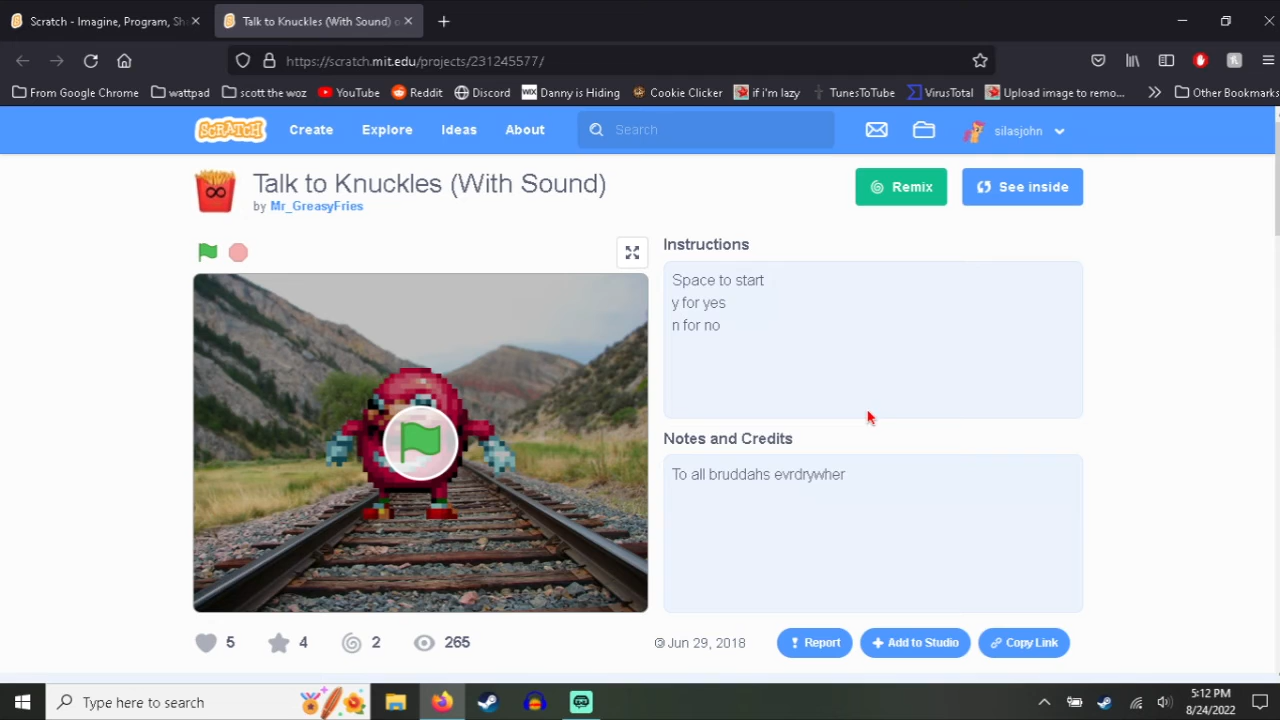 Scratch - Imagine, Program, Sh
Talk to Knuckles (With Sound) o
https://scratch.mit.edu/projects/231245577/
From Google Chrome
wattpad
scott the woz
YouTube
Reddit
Discord
WIX Danny is Hiding
Cookie Clicker
if i'm lazy
TunesToTube
VirusTotal
Upload image to remo...
Other Bookmarks
SCRATCH
Create
Explore
Ideas
About
Search
silasjohn
Talk to Knuckles (With Sound)
by Mr_GreasyFries
Remix
See inside
Instructions
Space to start
y for yes
n for no
Notes and Credits
To all bruddahs evrdrywher
5
4
2
265
© Jun 29, 2018
Report
Add to Studio
Copy Link
Type here to search
5:12 PM
8/24/2022